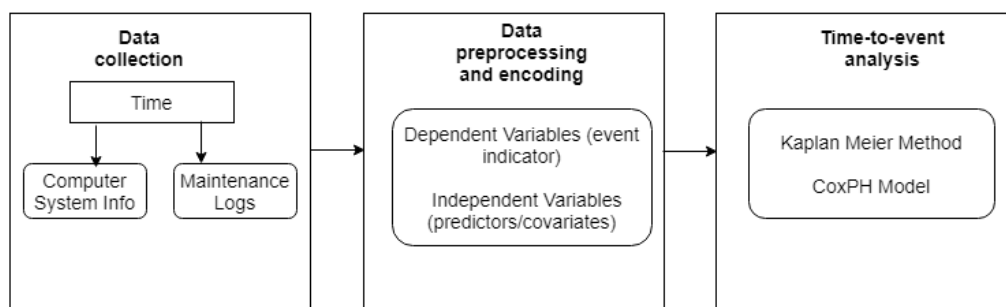 Data
collection
Time
Computer
System Info
Maintenance
Logs
Data
preprocessing
and encoding
Dependent Variables (event
indicator)
Independent Variables
(predictors/covariates)
Time-to-event
analysis
Kaplan Meier Method
CoxPH Model